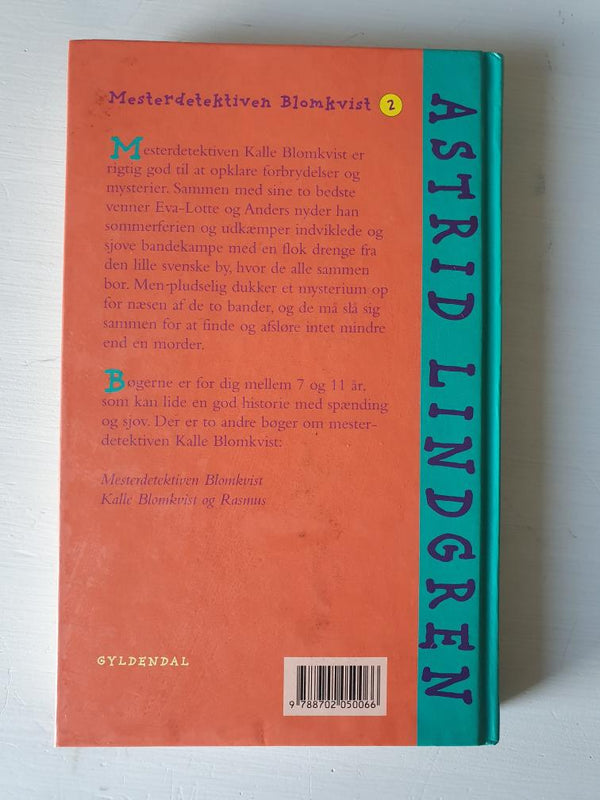 Mesterdetektiven Blomkvist 2
Mesterdetektiven Kalle Blomkvist er
rigtig god til at opklare forbrydelser og
mysterier. Sammen med sine to bedste
venner Eva-Lotte og Anders nyder han
sommerferien og udkæmper indviklede og
sjove bandekampe med en flok drenge fra
den lille svenske by, hvor de alle sammen
bor. Men pludselig dukker et mysterium op
for næsen af de to bander, og de må slå sig
sammen for at finde og afsløre intet mindre
end en morder.
Bøgerne er for dig mellem 7 og 11 år,
som kan lide en god historie med spænding
og sjov. Der er to andre bøger om mester-
detektiven Kalle Blomkvist:
Mesterdetektiven Blomkvist
Kalle Blomkvist og Rasmus
GYLDENDAL
9 788702 050066
ASTRID LINDGREN